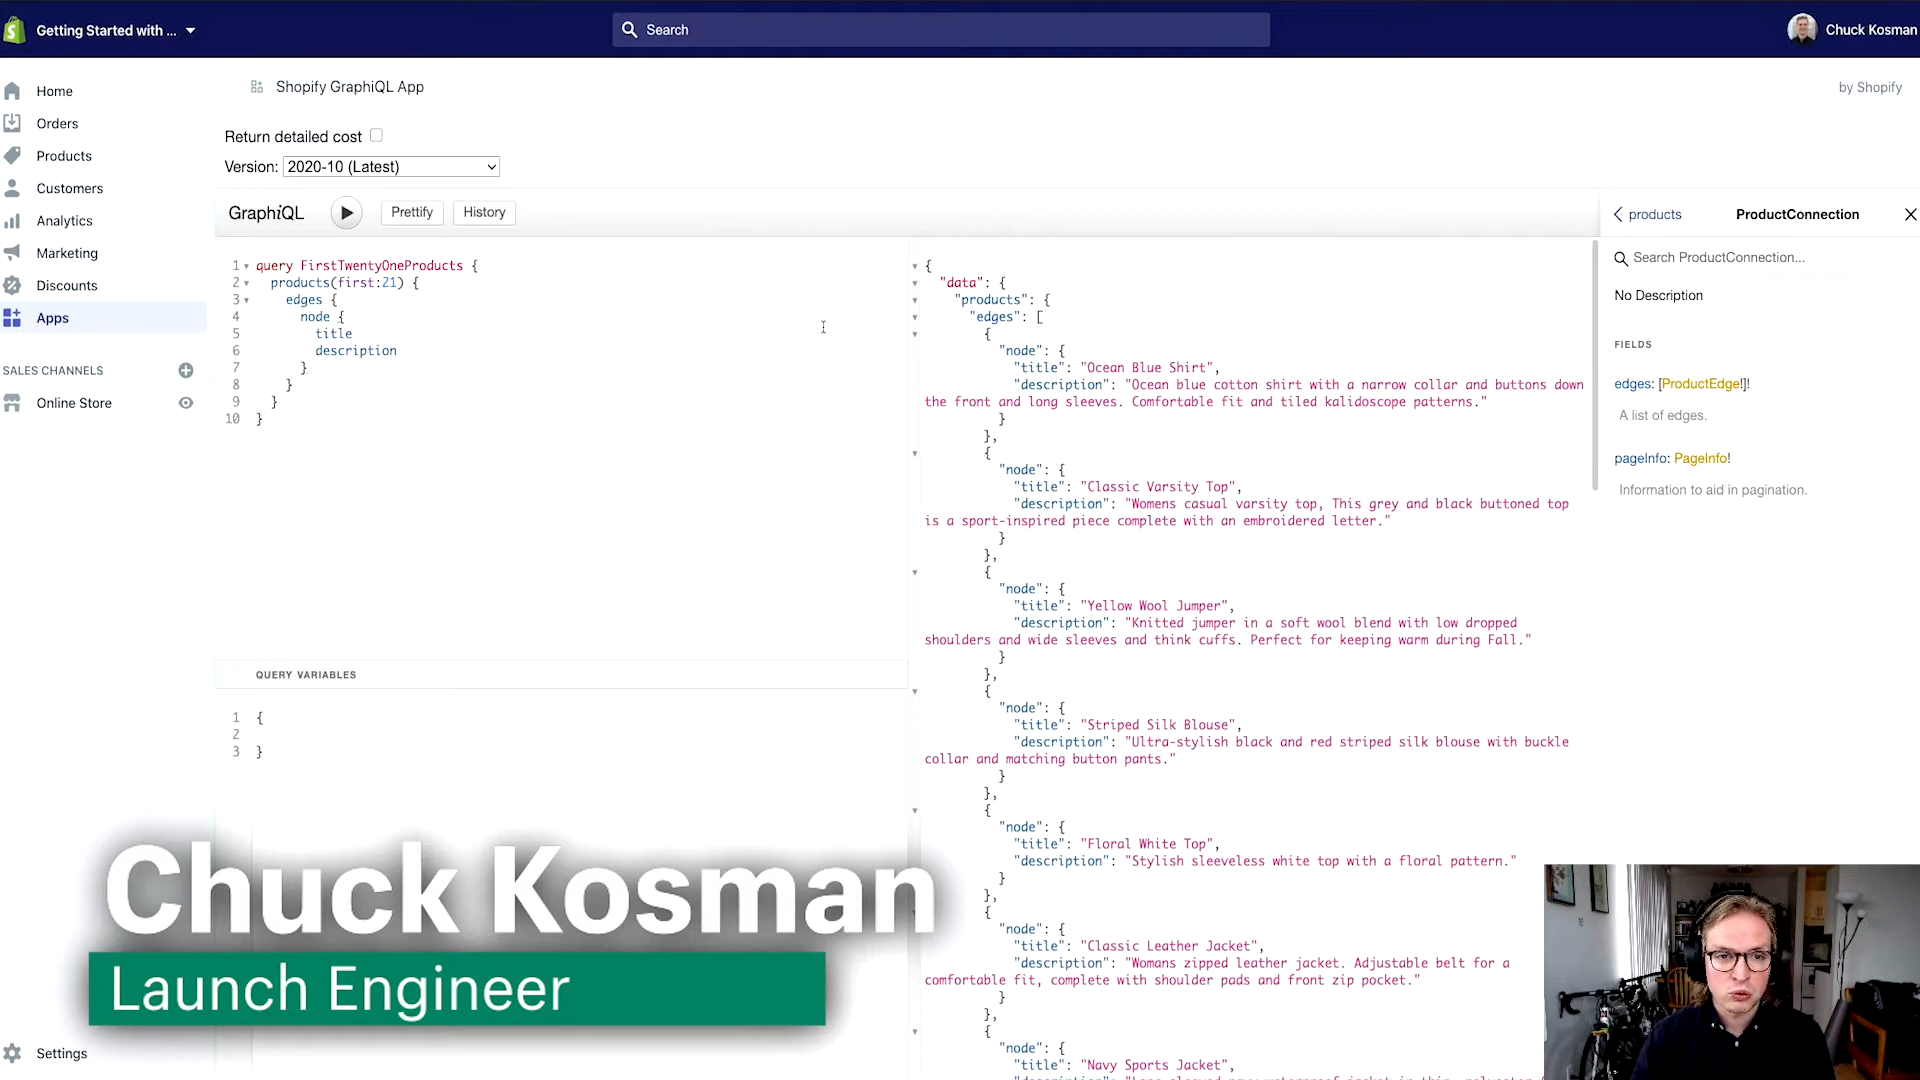 Getting Started with ...
Search
Chuck Kosman
Home
Orders
Products
Customers
Analytics
Marketing
Discounts
Apps
SALES CHANNELS
Online Store
Settings
Shopify GraphiQL App
by Shopify
Return detailed cost
Version: 2020-10 (Latest)
GraphiQL
Prettify
History
1 query FirstTwentyOneProducts {
2 products(first:21) {
3 edges {
4 node {
5 title
6 description
7 }
8 }
9 }
10 }
QUERY VARIABLES
1 {
2
3 }
{
"data": {
"products": {
"edges": [
{
"node": {
"title": "Ocean Blue Shirt",
"description": "Ocean blue cotton shirt with a narrow collar and buttons down
the front and long sleeves. Comfortable fit and tiled kalidoscope patterns."
}
},
{
"node": {
"title": "Classic Varsity Top",
"description": "Womens casual varsity top, This grey and black buttoned top
is a sport-inspired piece complete with an embroidered letter."
}
},
{
"node": {
"title": "Yellow Wool Jumper",
"description": "Knitted jumper in a soft wool blend with low dropped
shoulders and wide sleeves and think cuffs. Perfect for keeping warm during Fall."
}
},
{
"node": {
"title": "Striped Silk Blouse",
"description": "Ultra-stylish black and red striped silk blouse with buckle
collar and matching button pants."
}
},
{
"node": {
"title": "Floral White Top",
"description": "Stylish sleeveless white top with a floral pattern."
}
},
{
"node": {
"title": "Classic Leather Jacket",
"description": "Womans zipped leather jacket. Adjustable belt for a
comfortable fit, complete with shoulder pads and front zip pocket."
}
},
{
"node": {
"title": "Navy Sports Jacket",
products
ProductConnection
Search ProductConnection...
No Description
FIELDS
edges: [ProductEdge!]!
A list of edges.
pageInfo: PageInfo!
Information to aid in pagination.
Chuck Kosman
Launch Engineer